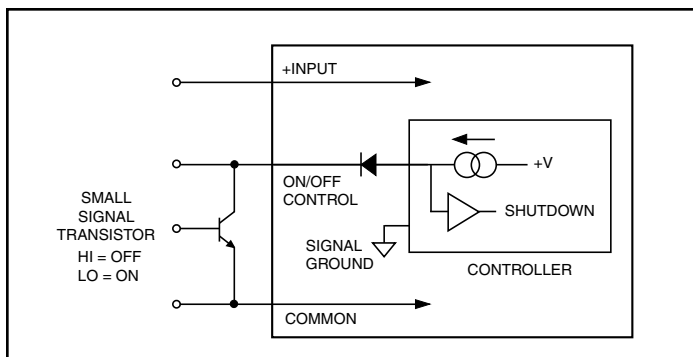 +INPUT
ON/OFF
CONTROL
+V
SHUTDOWN
SMALL
SIGNAL
TRANSISTOR
HI = OFF
LO = ON
SIGNAL
GROUND
CONTROLLER
COMMON